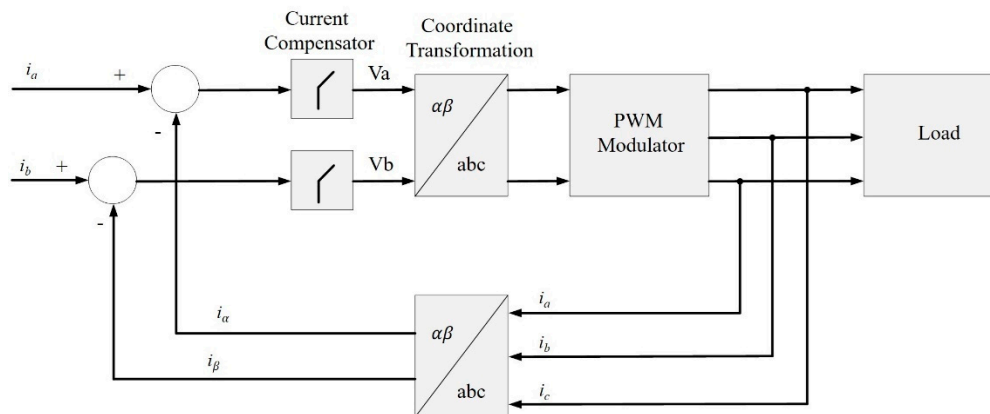 Current
Compensator
Coordinate
Transformation
i_a
+
Va
αβ
abc
PWM
Modulator
Load
-
i_b
+
Vb
-
i_a
i_α
αβ
i_b
i_β
abc
i_c